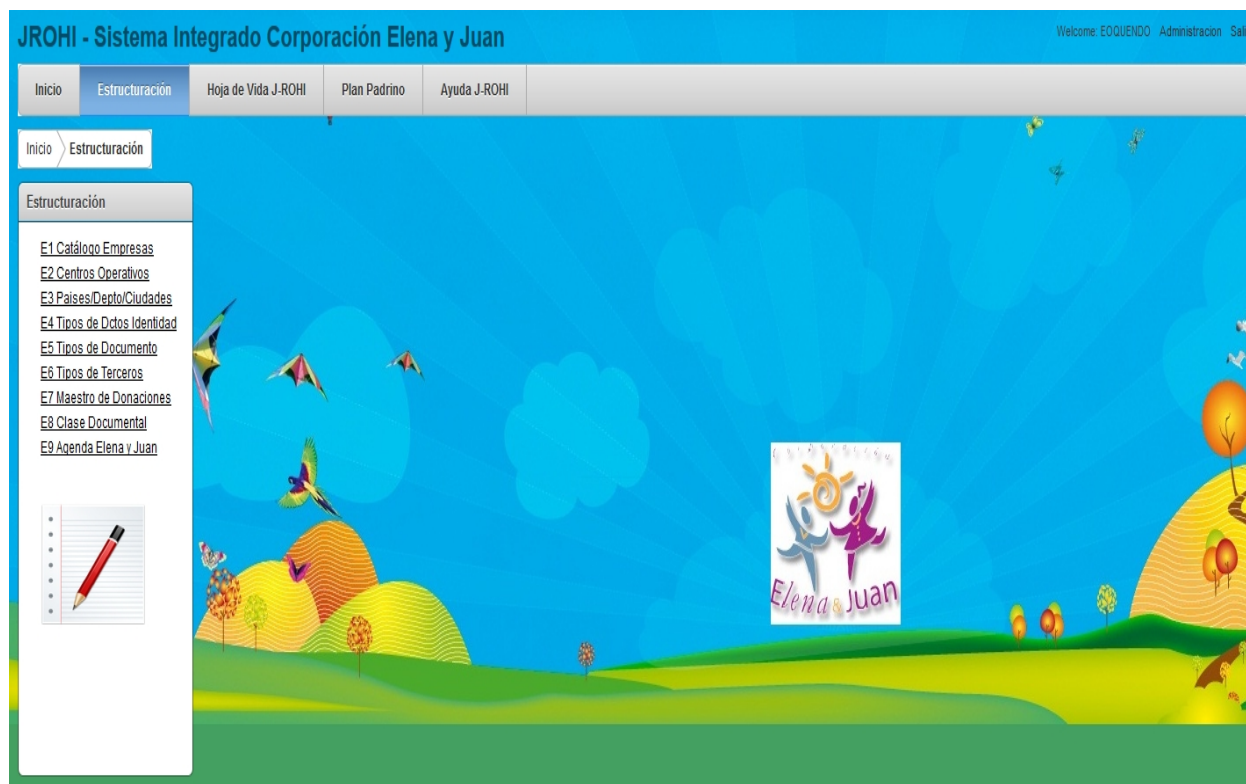 JROHI - Sistema Integrado Corporación Elena y Juan
Welcome: EOQUENDO Administracion
Inicio Estructuración Hoja de Vida J-ROHI Plan Padrino Ayuda J-ROHI
Inicio Estructuración
Estructuración
E1 Catálogo Empresas
E2 Centros Operativos
E3 Paises/Depto/Ciudades
E4 Tipos de Dctos Identidad
E5 Tipos de Documento
E6 Tipos de Terceros
E7 Maestro de Donaciones
E8 Clase Documental
E9 Agenda Elena y Juan
Elena & Juan